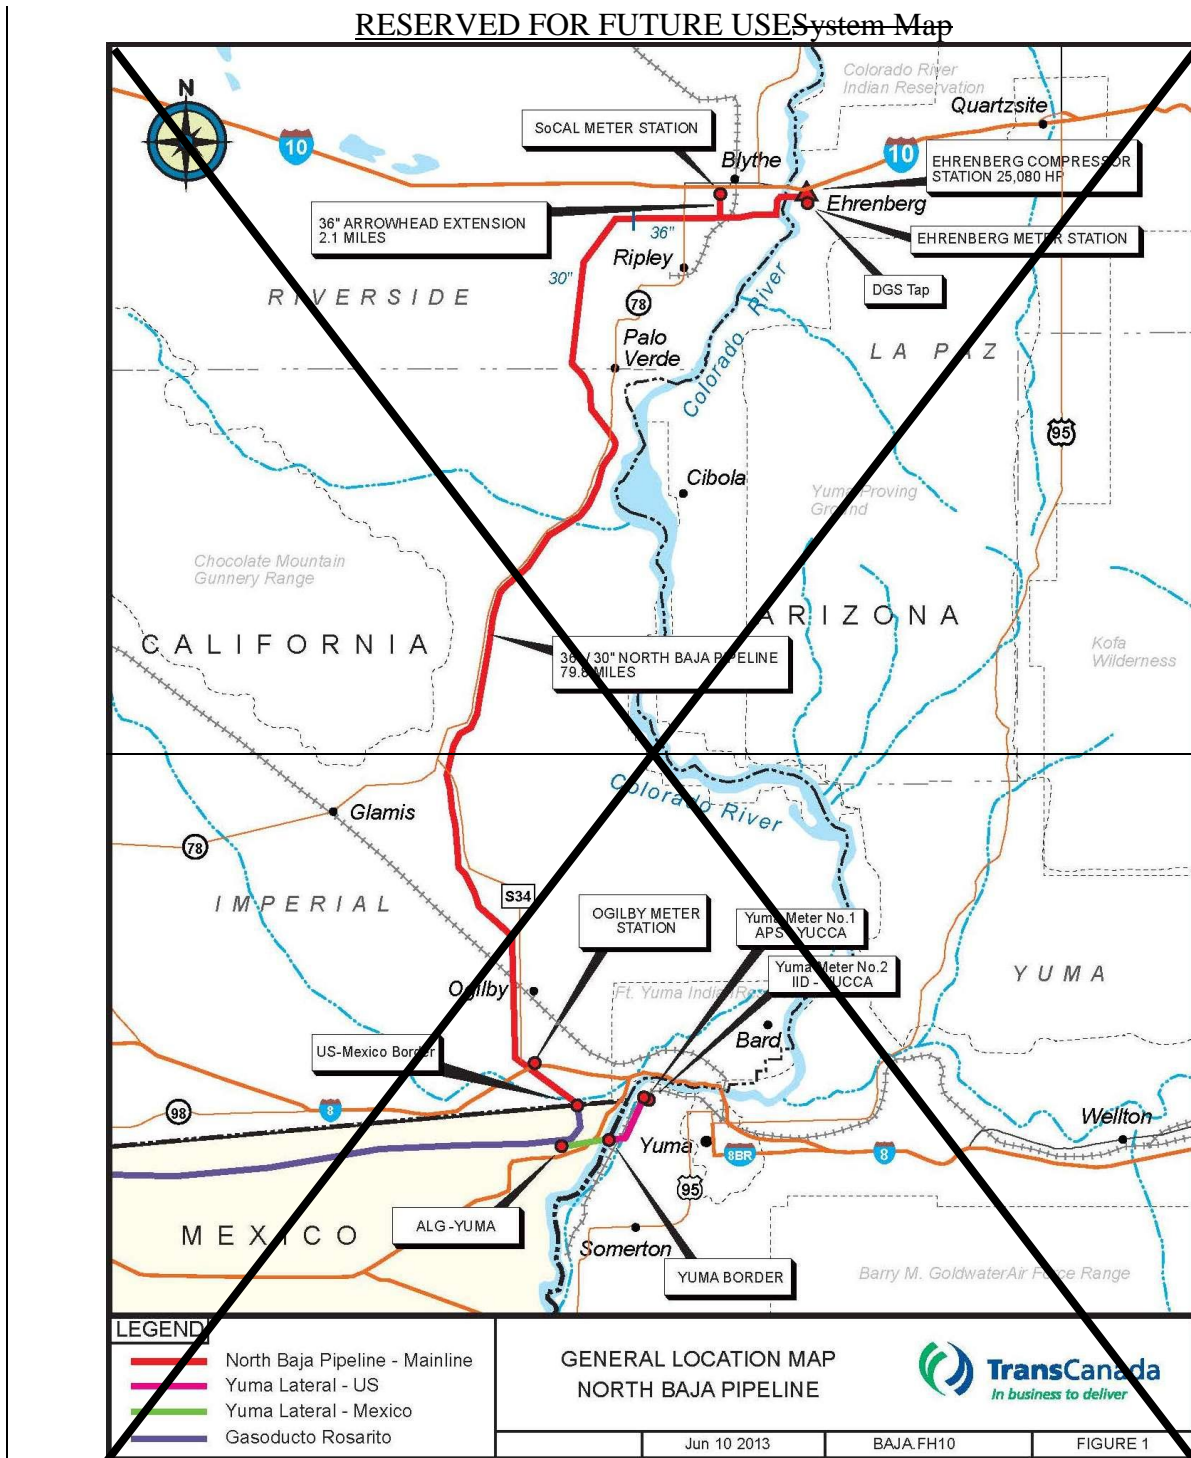 RESERVED FOR FUTURE USESystem Map
Colorado River
Indian Reservation
N
Quartzsite
SoCAL METER STATION
10
Blythe
10
EHRENBERG COMPRESSOR
STATION 25,080 HP
36" ARROWHEAD EXTENSION
2.1 MILES
Ehrenberg
36"
EHRENBERG METER STATION
Ripley
30"
DGS Tap
RIVERSIDE
78
Colorado River
Palo
Verde
LA PAZ
95
Cibola
Yuma Proving
Ground
Chocolate Mountain
Gunnery Range
ARIZONA
CALIFORNIA
Kofa
Wilderness
36"/ 30" NORTH BAJA PIPELINE
79.8 MILES
Colorado River
Glamis
78
S34
IMPERIAL
OGILBY METER
STATION
Yuma Meter No.1
APS - YUCCA
Yuma Meter No.2
IID - YUCCA
YUMA
Ogilby
Ft. Yuma Indian Res
Bard
US-Mexico Border
98
8
Wellton
Yuma
8BR
8
95
ALG -YUMA
MEXICO
Somerton
YUMA BORDER
Barry M. GoldwaterAir Force Range
LEGEND
North Baja Pipeline - Mainline
Yuma Lateral - US
Yuma Lateral - Mexico
Gasoducto Rosarito
GENERAL LOCATION MAP
NORTH BAJA PIPELINE
TransCanada
In business to deliver
Jun 10 2013
BAJA.FH10
FIGURE 1